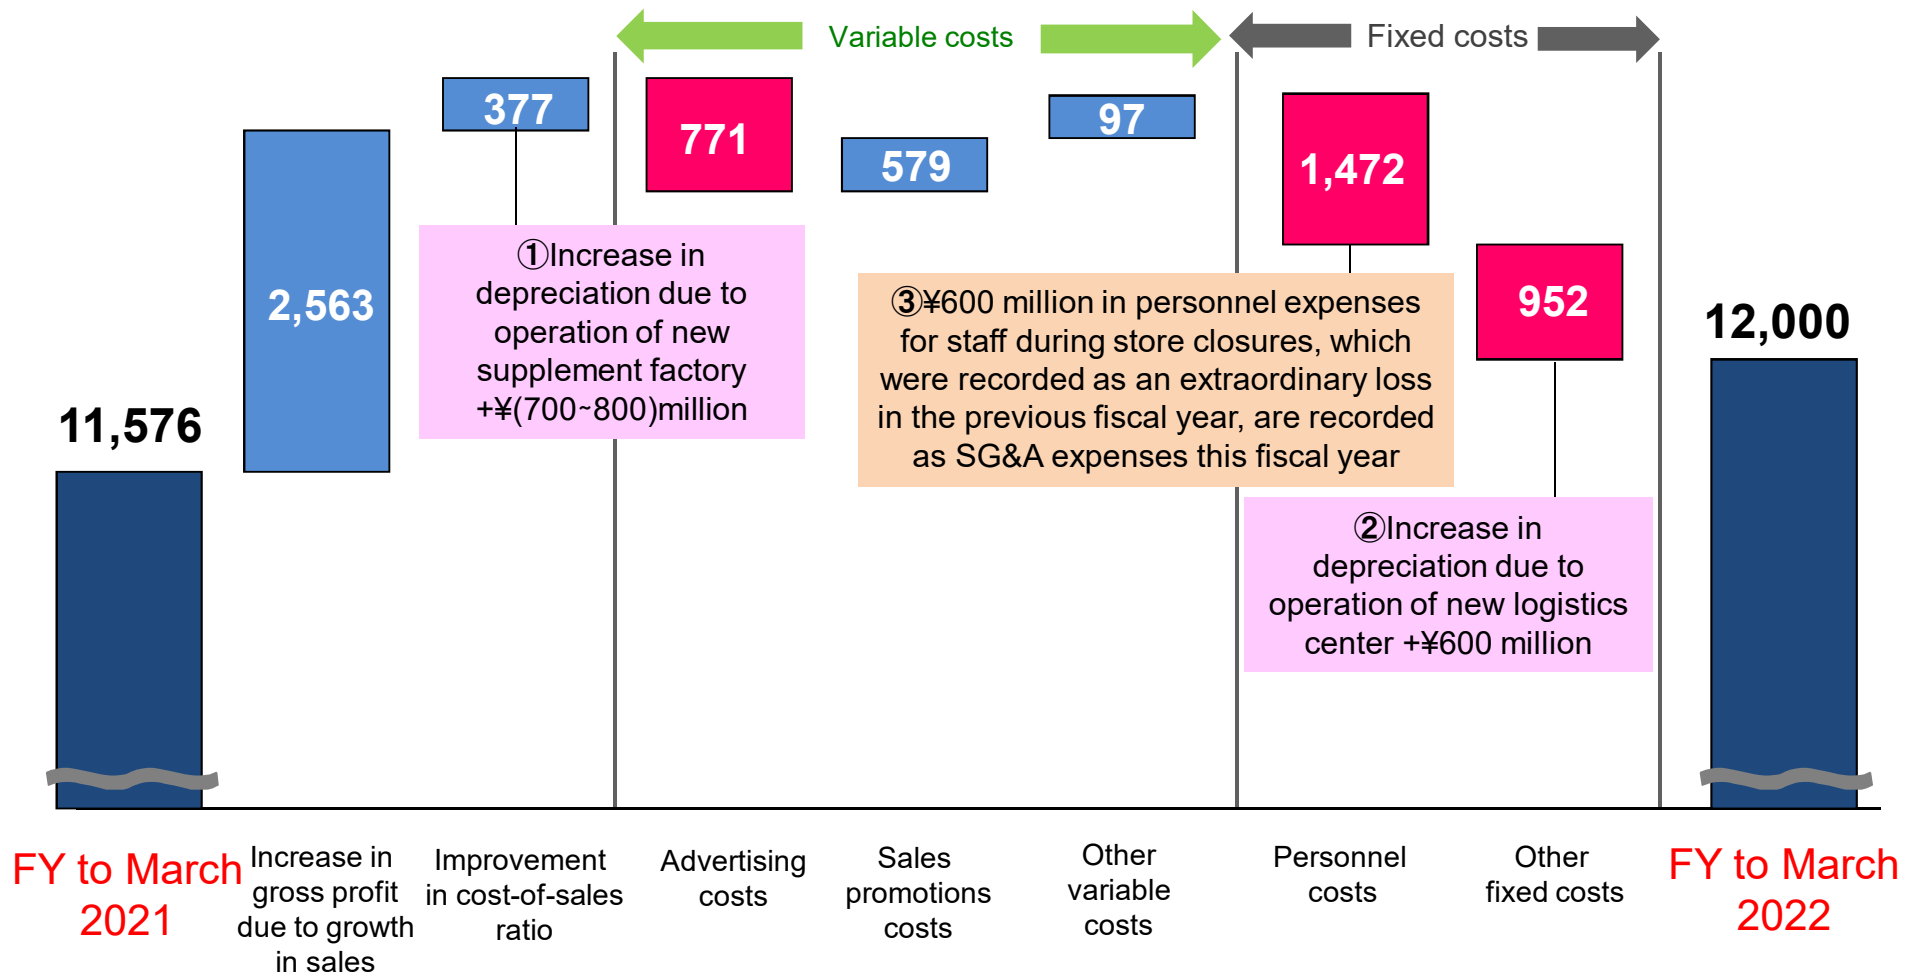 Variable costs
Fixed costs
377
771
579
97
1,472
2,563
952
11,576
12,000
①Increase in
depreciation due to
operation of new
supplement factory
+¥(700~800)million
③¥600 million in personnel expenses
for staff during store closures, which
were recorded as an extraordinary loss
in the previous fiscal year, are recorded
as SG&A expenses this fiscal year
②Increase in
depreciation due to
operation of new logistics
center +¥600 million
FY to March
2021
Increase in
gross profit
due to growth
in sales
Improvement
in cost-of-sales
ratio
Advertising
costs
Sales
promotions
costs
Other
variable
costs
Personnel
costs
Other
fixed costs
FY to March
2022